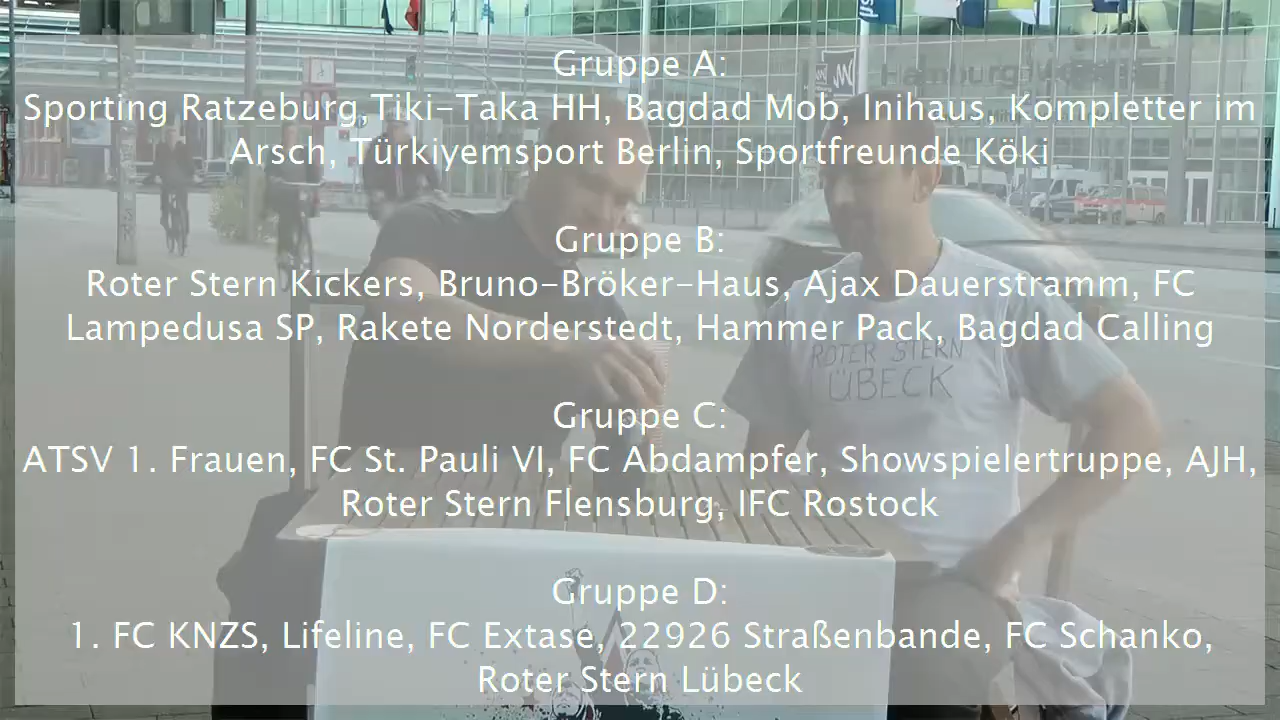 Gruppe A:
Sporting Ratzeburg,Tiki-Taka HH, Bagdad Mob, Inihaus, Kompletter im
Arsch, Türkiyemsport Berlin, Sportfreunde Köki
Gruppe B:
Roter Stern Kickers, Bruno-Bröker-Haus, Ajax Dauerstramm, FC
Lampedusa SP, Rakete Norderstedt, Hammer Pack, Bagdad Calling
ROTER STERN
ÜBECK
Gruppe C:
ATSV 1. Frauen, FC St. Pauli VI, FC Abdampfer, Showspielertruppe, AJH,
Roter Stern Flensburg, IFC Rostock
Gruppe D:
1. FC KNZS, Lifeline, FC Extase, 22926 Straßenbande, FC Schanko,
Roter Stern Lübeck